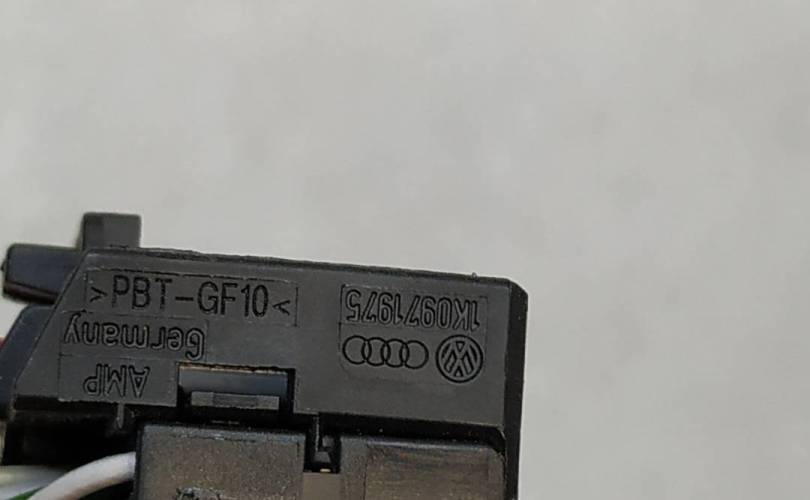 >PBT-GF10<
1K0971975
Germany
AMP